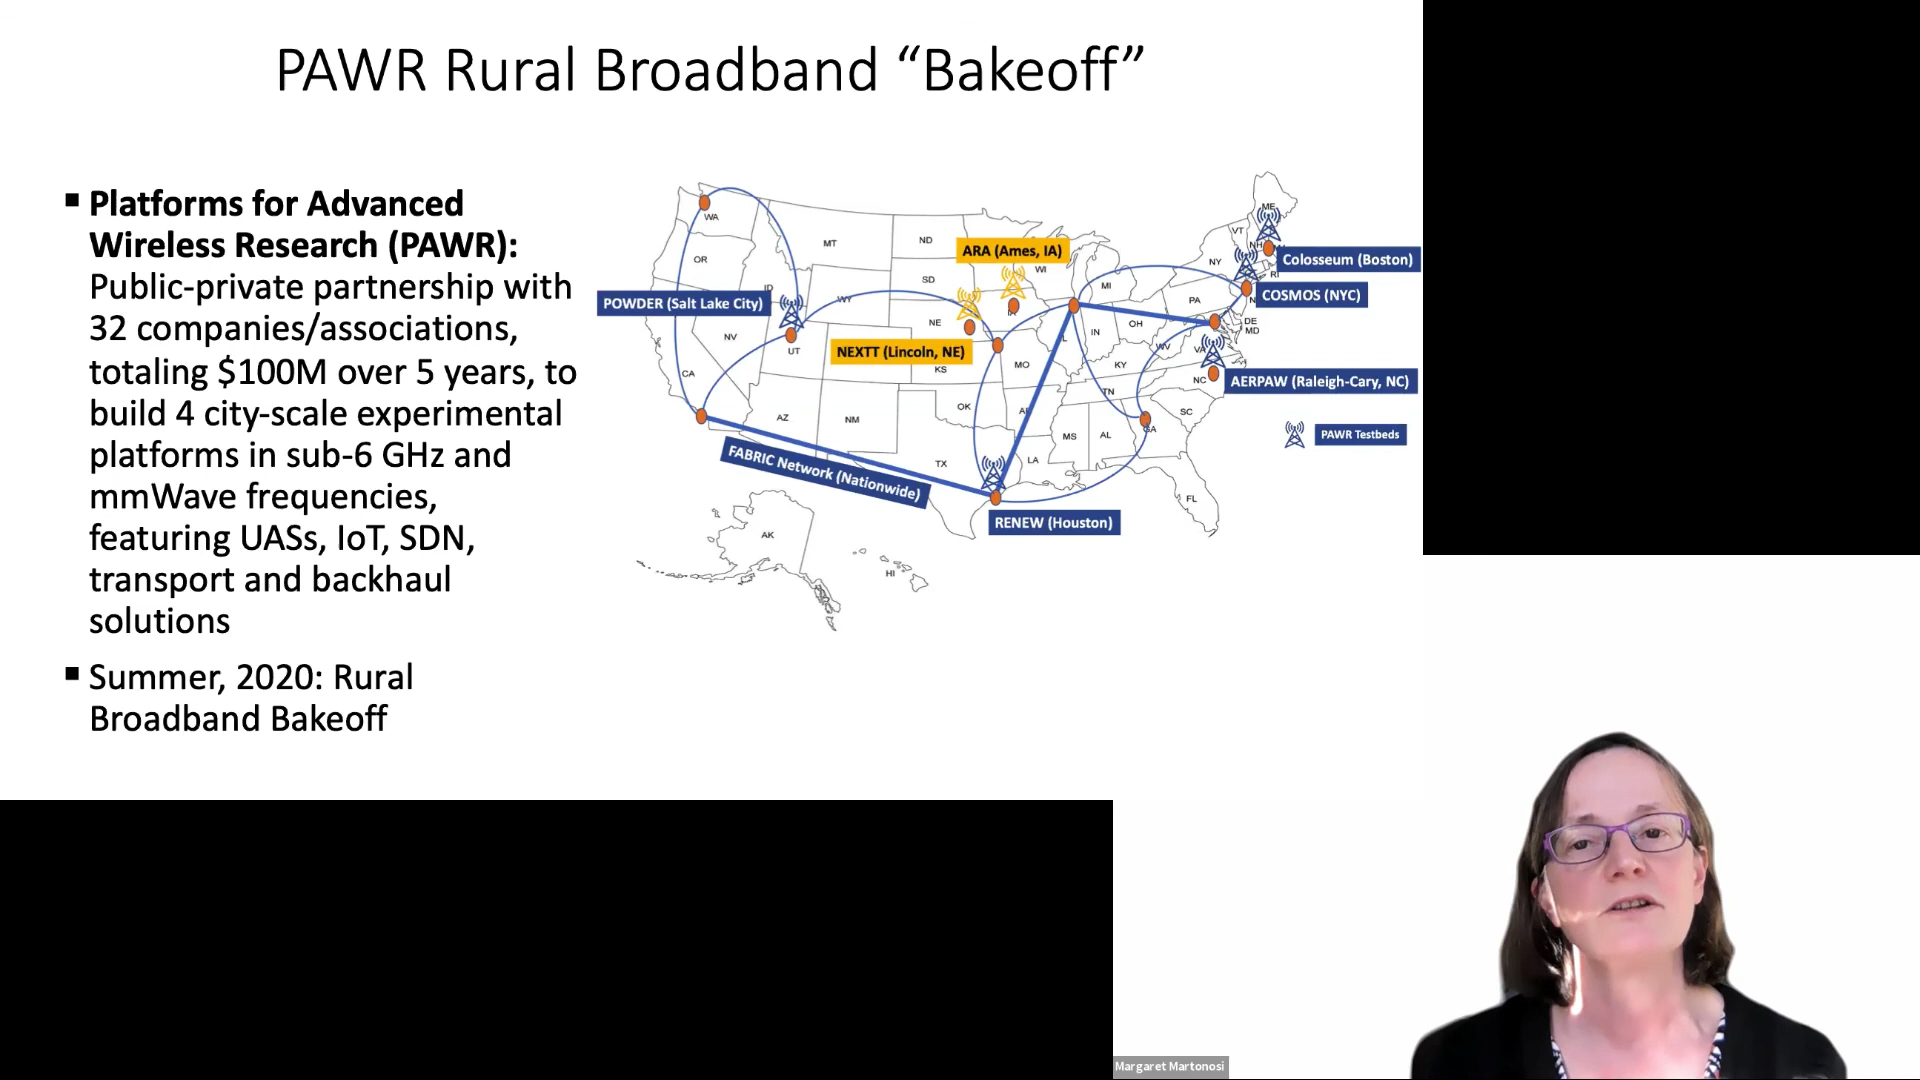 PAWR Rural Broadband “Bakeoff”
▪ Platforms for Advanced
Wireless Research (PAWR):
Public-private partnership with
32 companies/associations,
totaling $100M over 5 years, to
build 4 city-scale experimental
platforms in sub-6 GHz and
mmWave frequencies,
featuring UASs, IoT, SDN,
transport and backhaul
solutions
▪ Summer, 2020: Rural
Broadband Bakeoff
WA
OR
CA
NV
ID
MT
WY
UT
AZ
NM
ND
SD
NE
KS
OK
TX
WI
MO
LA
MS
AL
TN
KY
IN
OH
MI
WV
VA
NC
SC
GA
FL
PA
NY
VT
NH
ME
RI
DE
MD
AK
HI
ARA (Ames, IA)
POWDER (Salt Lake City)
NEXTT (Lincoln, NE)
Colosseum (Boston)
COSMOS (NYC)
AERPAW (Raleigh-Cary, NC)
PAWR Testbeds
FABRIC Network (Nationwide)
RENEW (Houston)
Margaret Martonosi